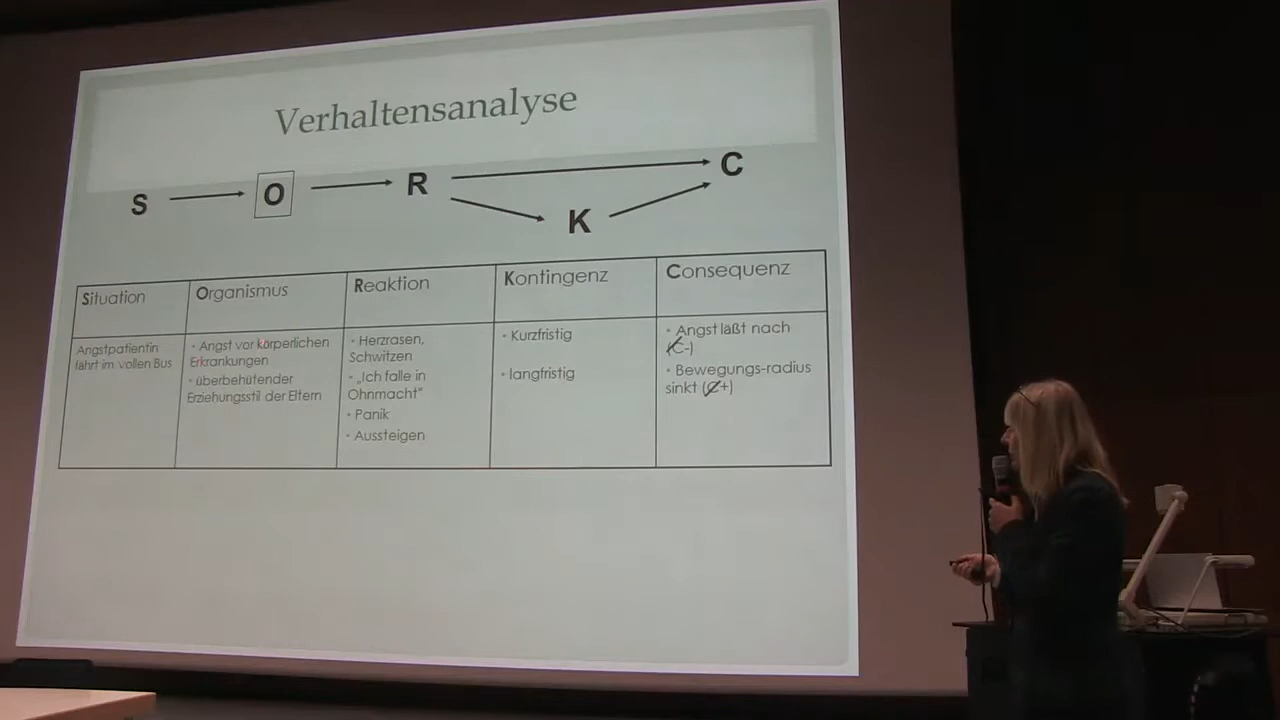 Verhaltensanalyse
S O R K C
Situation
Organismus
Reaktion
Kontingenz
Consequenz
Angstpatientin
fährt im vollen Bus
• Angst vor körperlichen
Erkrankungen
• überbehütender
Erziehungsstil der Eltern
• Herzrasen,
Schwitzen
• „Ich falle in
Ohnmacht“
• Panik
• Aussteigen
• Kurzfristig
• langfristig
• Angst läßt nach
(C-)
• Bewegungs-radius
sinkt (C+)